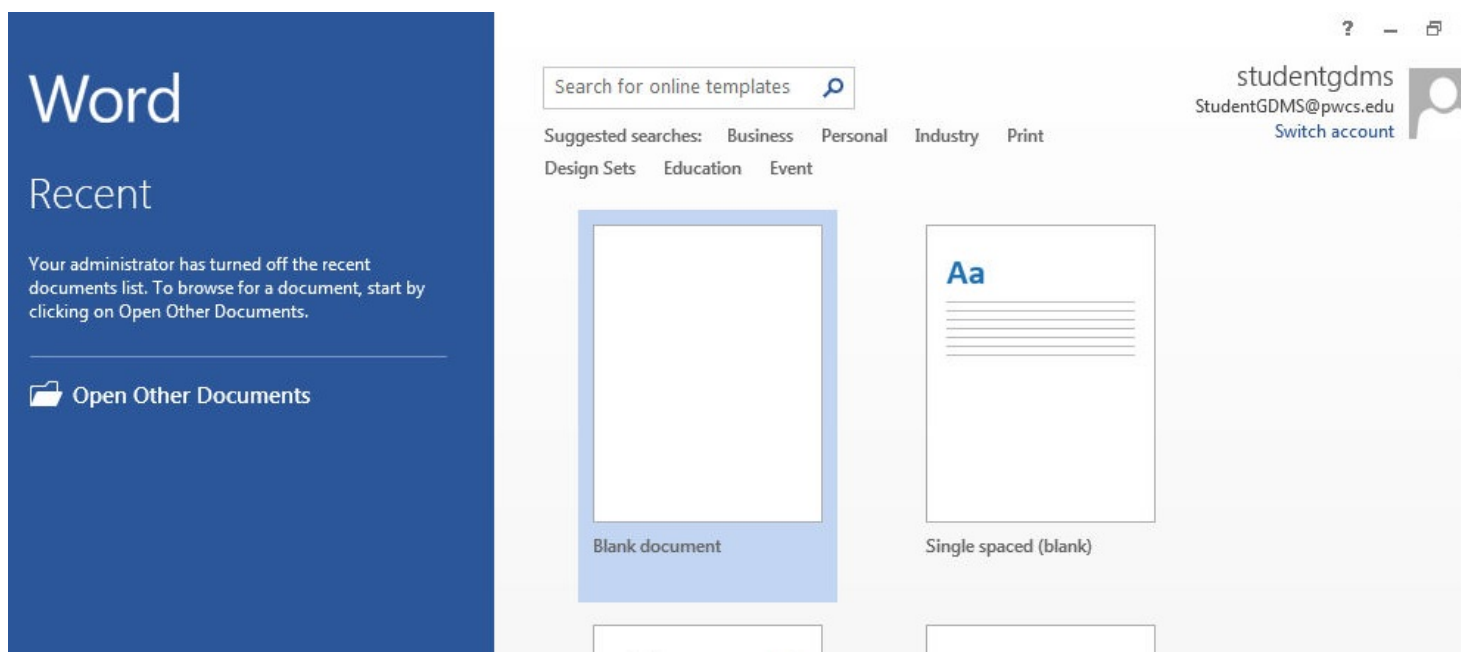 ?
Word
Search for online templates
studentgdms
StudentGDMS@pwcs.edu
Switch account
Suggested searches: Business Personal Industry Print
Design Sets Education Event
Recent
Your administrator has turned off the recent
documents list. To browse for a document, start by
clicking on Open Other Documents.
Open Other Documents
Aa
Blank document
Single spaced (blank)